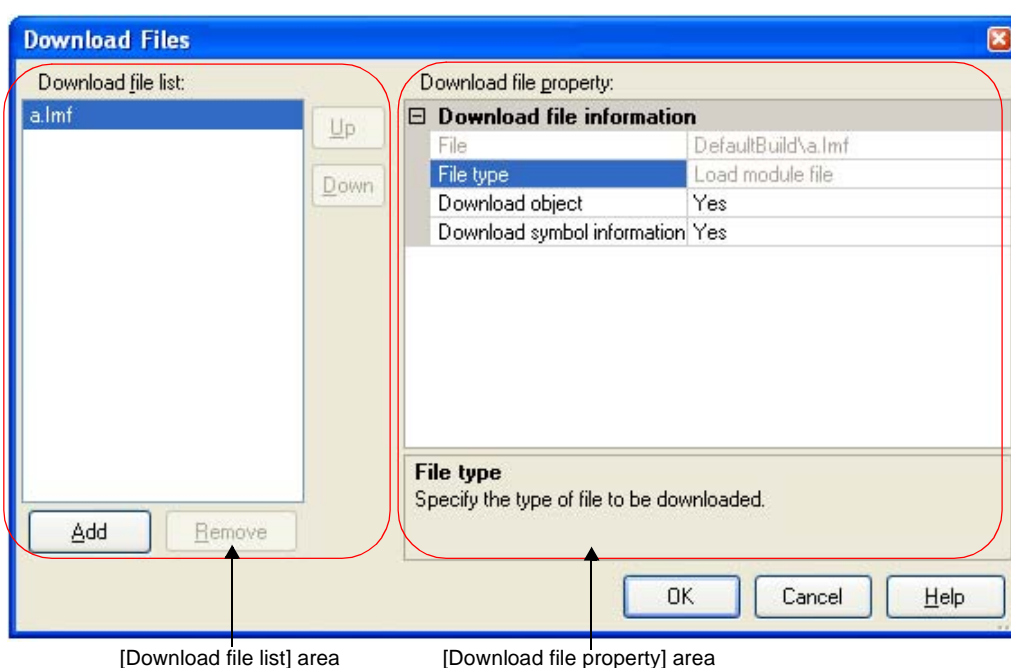 Download Files
Download file list:
a.lmf
Up
Down
Add
Remove
Download file property:
Download file information
File DefaultBuild\a.lmf
File type Load module file
Download object Yes
Download symbol information Yes
File type
Specify the type of file to be downloaded.
OK Cancel Help
[Download file list] area [Download file property] area